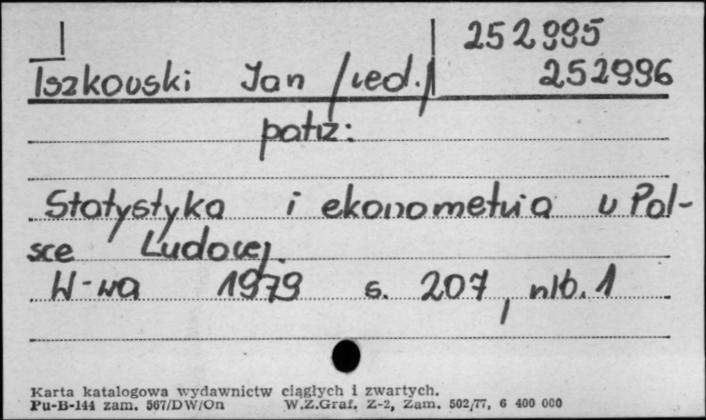 252995
Iszkowski Jan /red./ 252996
patrz:
Statystyka i ekonometria w Pol-
sce Ludowej.
W-wa 1979 s. 207, nlb. 1
Karta katalogowa wydawnictw ciągłych i zwartych.
Pu-B-144 zam. 567/DW/On W.Z.Graf. Z-2, Zam. 502/77, 6 400 000